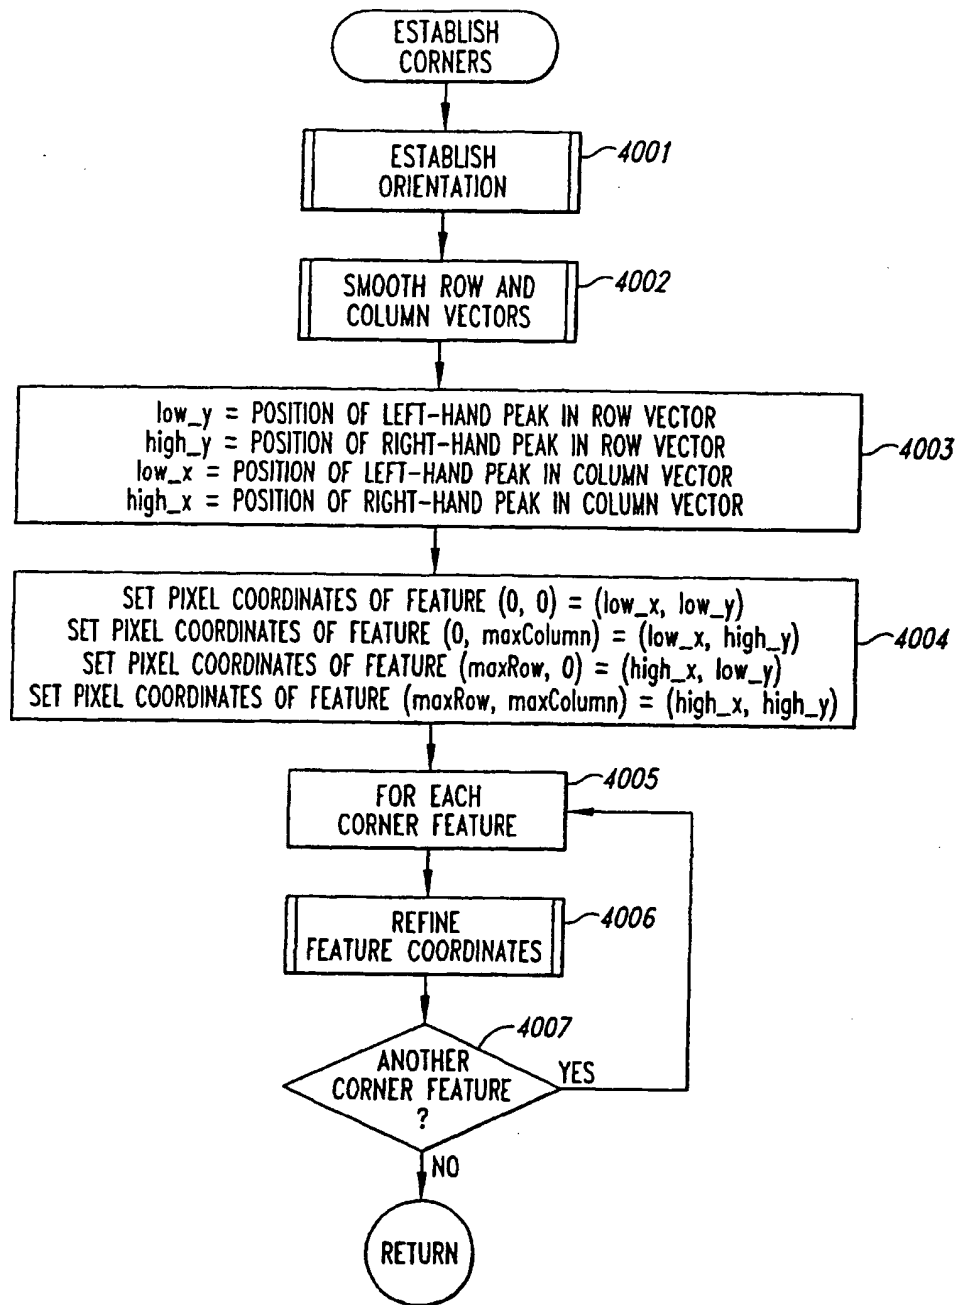 ESTABLISH
CORNERS
ESTABLISH
ORIENTATION
4001
SMOOTH ROW AND
COLUMN VECTORS
4002
low_y = POSITION OF LEFT-HAND PEAK IN ROW VECTOR
high_y = POSITION OF RIGHT-HAND PEAK IN ROW VECTOR
low_x = POSITION OF LEFT-HAND PEAK IN COLUMN VECTOR
high_x = POSITION OF RIGHT-HAND PEAK IN COLUMN VECTOR
4003
SET PIXEL COORDINATES OF FEATURE (0, 0) = (low_x, low_y)
SET PIXEL COORDINATES OF FEATURE (0, maxColumn) = (low_x, high_y)
SET PIXEL COORDINATES OF FEATURE (maxRow, 0) = (high_x, low_y)
SET PIXEL COORDINATES OF FEATURE (maxRow, maxColumn) = (high_x, high_y)
4004
4005
FOR EACH
CORNER FEATURE
REFINE
FEATURE COORDINATES
4006
4007
ANOTHER
CORNER FEATURE
?
YES
NO
RETURN